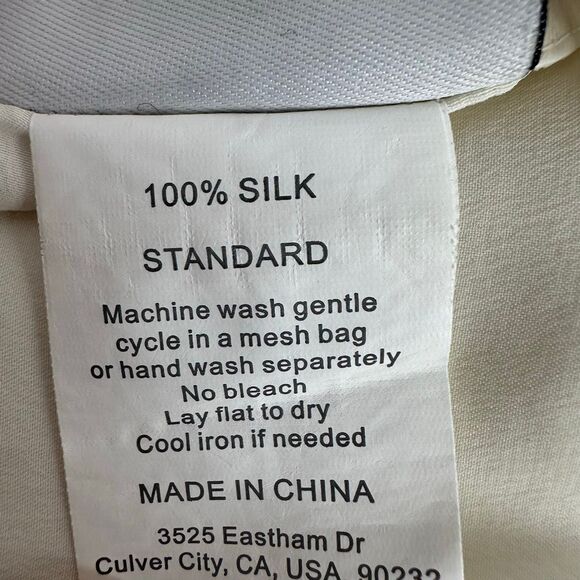 100% SILK
STANDARD
Machine wash gentle
cycle in a mesh bag
or hand wash separately
No bleach
Lay flat to dry
Cool iron if needed
MADE IN CHINA
3525 Eastham Dr
Culver City, CA, USA, 90232